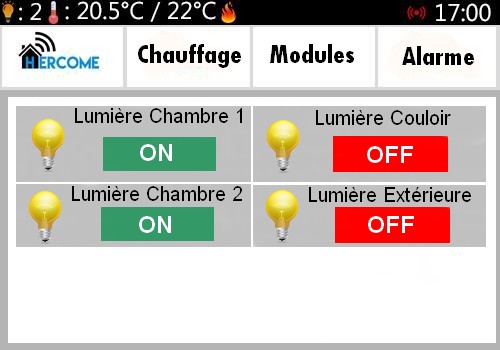 : 2 : 20.5°C / 22°C 17:00
HERCOME Chauffage Modules Alarme
Lumière Chambre 1 Lumière Couloir
ON OFF
Lumière Chambre 2 Lumière Extérieure
ON OFF